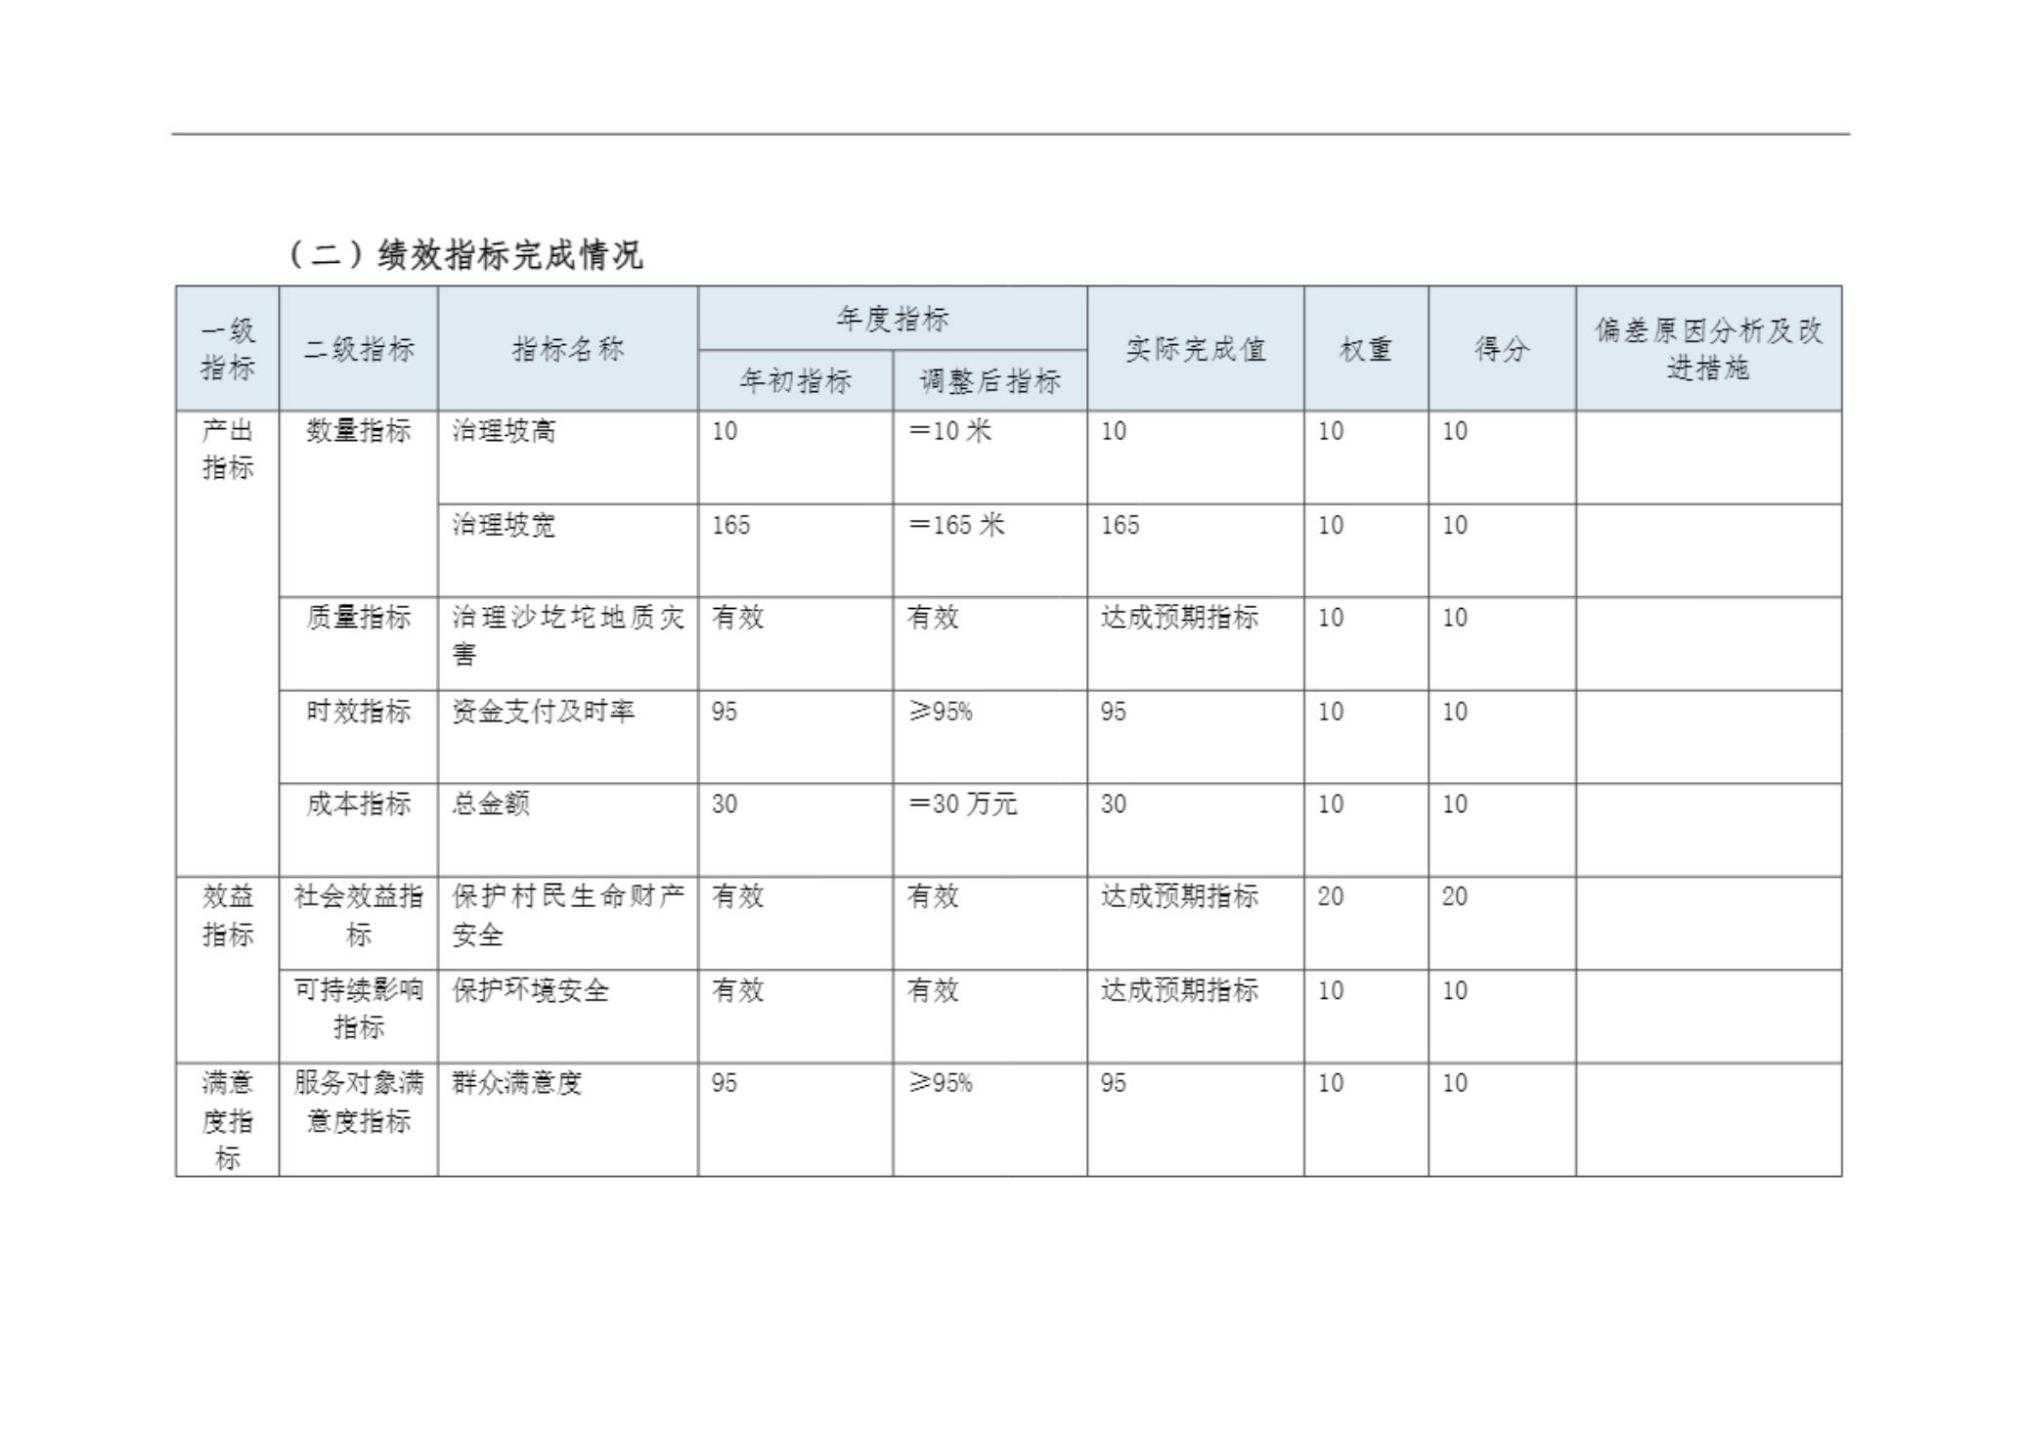 （二）绩效指标完成情况
一级指标 二级指标 指标名称 年度指标 实际完成值 权重 得分 偏差原因分析及改进措施
年初指标 调整后指标
产出指标 数量指标 治理坡高 10 =10 米 10 10 10
治理坡宽 165 =165 米 165 10 10
质量指标 治理沙圪坨地质灾害 有效 有效 达成预期指标 10 10
时效指标 资金支付及时率 95 ≥95% 95 10 10
成本指标 总金额 30 =30 万元 30 10 10
效益指标 社会效益指标 保护村民生命财产安全 有效 有效 达成预期指标 20 20
可持续影响指标 保护环境安全 有效 有效 达成预期指标 10 10
满意度指标 服务对象满意度指标 群众满意度 95 ≥95% 95 10 10